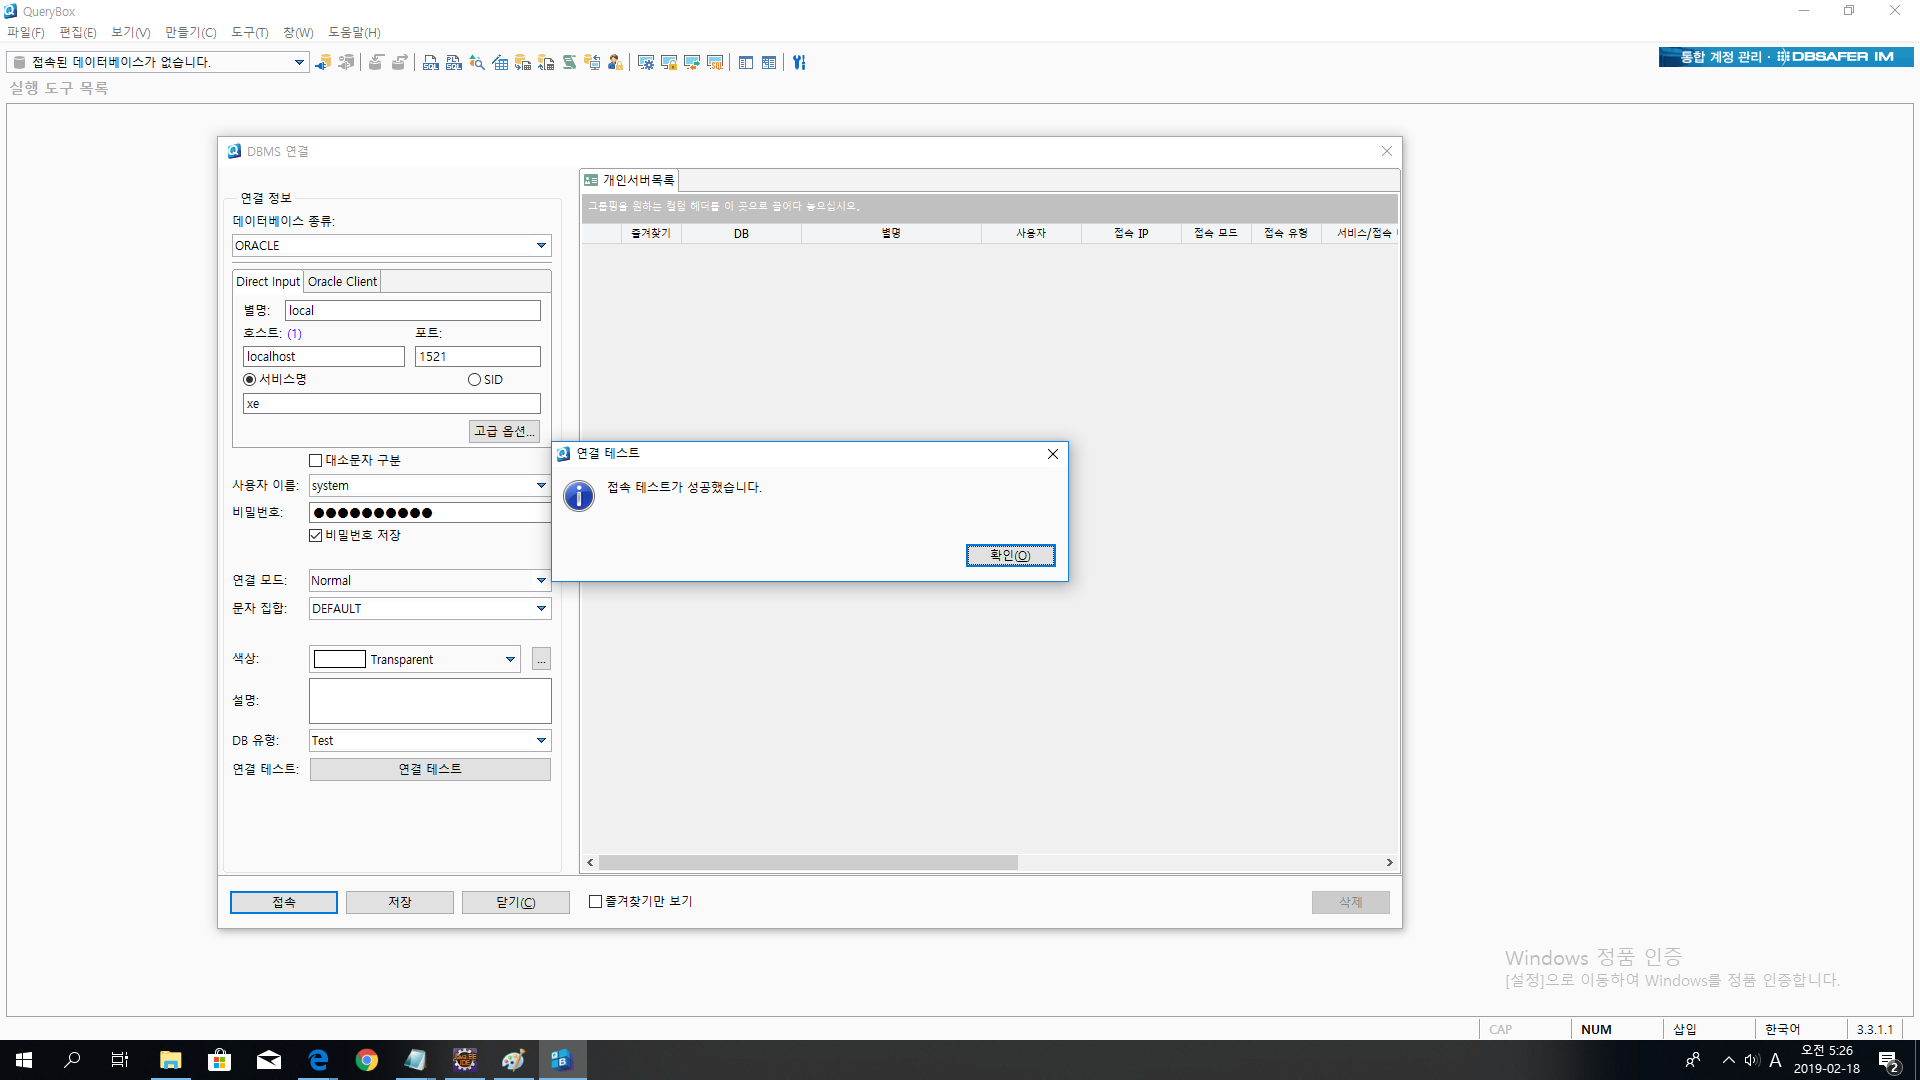 QueryBox
파일(F) 편집(E) 보기(V) 만들기(C) 도구(T) 창(W) 도움말(H)
접속된 데이터베이스가 없습니다.
통합 계정 관리 · DBSAFER IM
실행 도구 목록
DBMS 연결
연결 정보
데이터베이스 종류:
ORACLE
Direct Input Oracle Client
별명: local
호스트: (1) 포트:
localhost 1521
서비스명 SID
xe
고급 옵션...
대소문자 구분
사용자 이름: system
비밀번호: ●●●●●●●●●●
비밀번호 저장
연결 모드: Normal
문자 집합: DEFAULT
색상: Transparent ...
설명:
DB 유형: Test
연결 테스트: 연결 테스트
접속 저장 닫기(C)
개인서버목록
그룹핑을 원하는 컬럼 헤더를 이 곳으로 끌어다 놓으십시오.
즐겨찾기 DB 별명 사용자 접속 IP 접속 모드 접속 유형 서비스/접속
연결 테스트
접속 테스트가 성공했습니다.
확인(O)
즐겨찾기만 보기 삭제
Windows 정품 인증
[설정]으로 이동하여 Windows를 정품 인증합니다.
CAP NUM 삽입 한국어 3.3.1.1
A 오전 5:26
2019-02-18 2